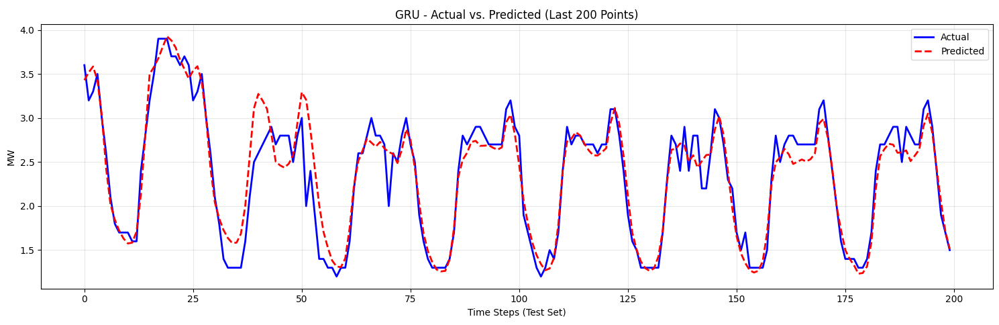 GRU - Actual vs. Predicted (Last 200 Points)
Actual
Predicted
MW
4.0
3.5
3.0
2.5
2.0
1.5
0 25 50 75 100 125 150 175 200
Time Steps (Test Set)